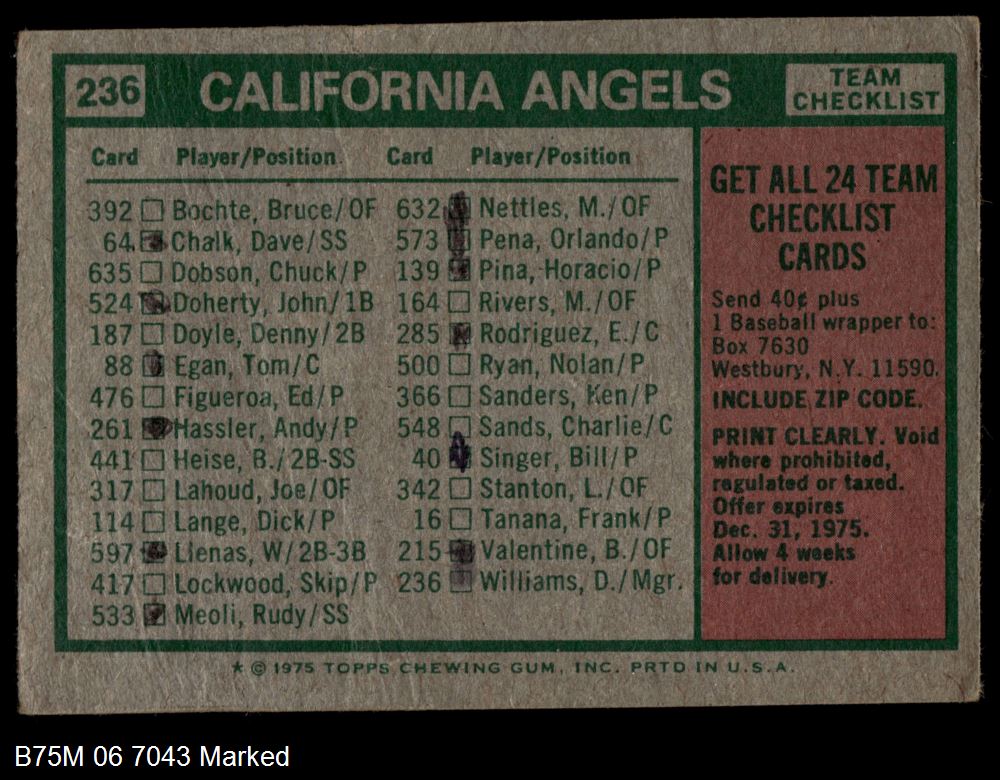 236 CALIFORNIA ANGELS TEAM CHECKLIST
Card Player/Position Card Player/Position
392 Bochte, Bruce/OF
64 Chalk, Dave/SS
635 Dobson, Chuck/P
524 Doherty, John/1B
187 Doyle, Denny/2B
88 Egan, Tom/C
476 Figueroa, Ed/P
261 Hassler, Andy/P
441 Heise, B./2B-SS
317 Lahoud, Joe/OF
114 Lange, Dick/P
597 Llenas, W/2B-3B
417 Lockwood, Skip/P
533 Meoli, Rudy/SS
632 Nettles, M./OF
573 Pena, Orlando/P
139 Pina, Horacio/P
164 Rivers, M./OF
285 Rodriguez, E./C
500 Ryan, Nolan/P
366 Sanders, Ken/P
548 Sands, Charlie/C
40 Singer, Bill/P
342 Stanton, L./OF
16 Tanana, Frank/P
215 Valentine, B./OF
236 Williams, D./Mgr.
GET ALL 24 TEAM
CHECKLIST
CARDS
Send 40¢ plus
1 Baseball wrapper to:
Box 7630
Westbury, N.Y. 11590.
INCLUDE ZIP CODE.
PRINT CLEARLY. Void
where prohibited,
regulated or taxed.
Offer expires
Dec. 31, 1975.
Allow 4 weeks
for delivery.
* © 1975 TOPPS CHEWING GUM, INC. PRTD IN U.S.A.
B75M 06 7043 Marked